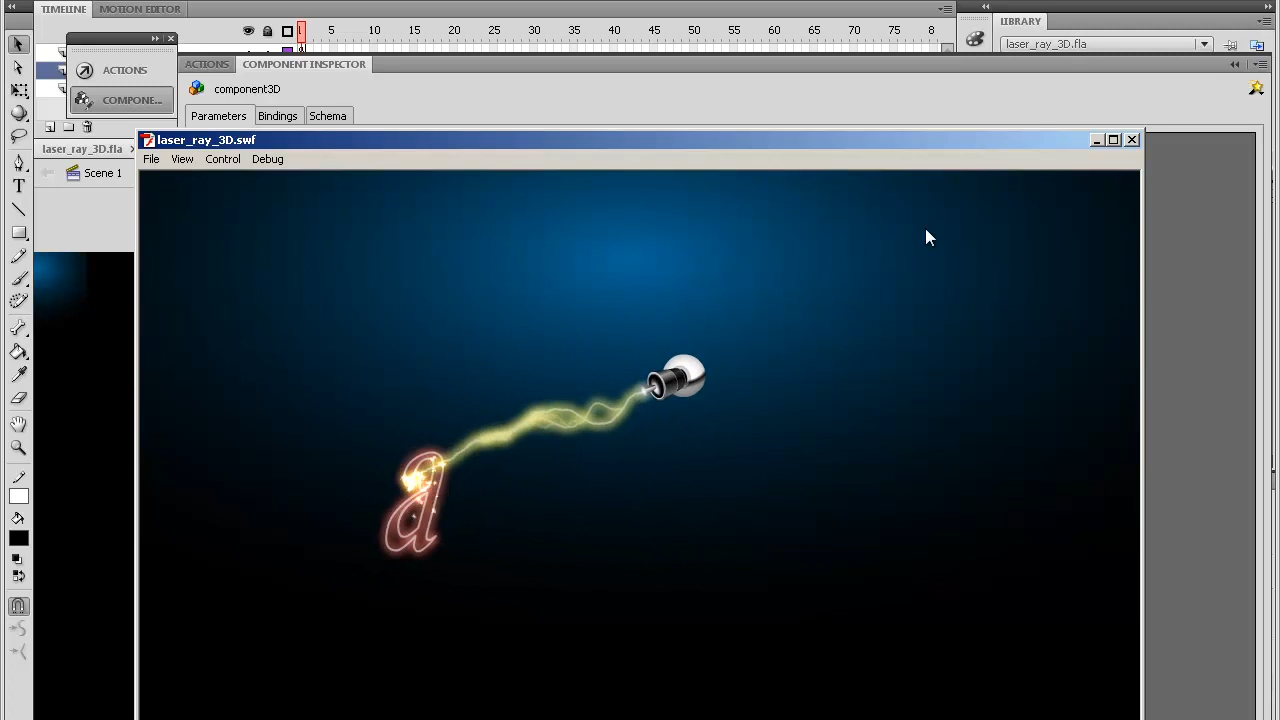 TIMELINE MOTION EDITOR
5 10 15 20 25 30 35 40 45 50 55 60 65 70 75 80 8
LIBRARY
laser_ray_3D.fla
ACTIONS
COMPONE...
ACTIONS COMPONENT INSPECTOR
component3D
Parameters Bindings Schema
laser_ray_3D.fla
Scene 1
T
laser_ray_3D.swf
File View Control Debug
a